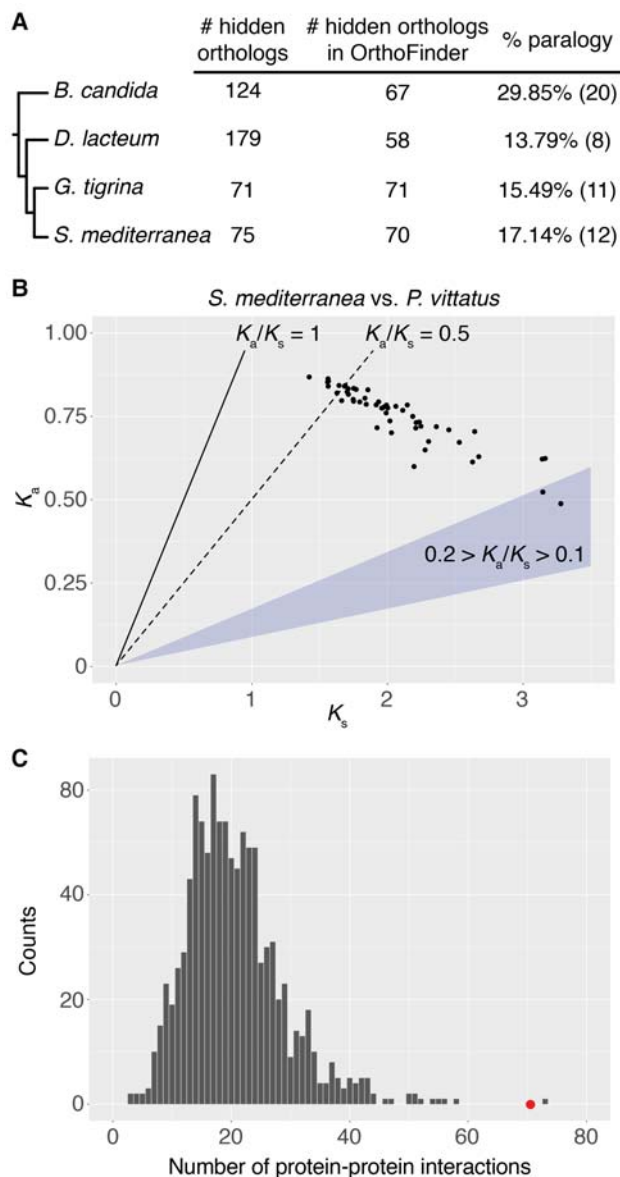 A
# hidden orthologs # hidden orthologs in OrthoFinder % paralogy
B. candida 124 67 29.85% (20)
D. lacteum 179 58 13.79% (8)
G. tigrina 71 71 15.49% (11)
S. mediterranea 75 70 17.14% (12)
B
S. mediterranea vs. P. vittatus
Ka/Ks = 1 Ka/Ks = 0.5
1.00
0.75
0.50
0.25
0
Ka
0.2 > Ka/Ks > 0.1
0 1 2 3
Ks
C
80
40
20
0
Counts
0 20 40 60 80
Number of protein-protein interactions